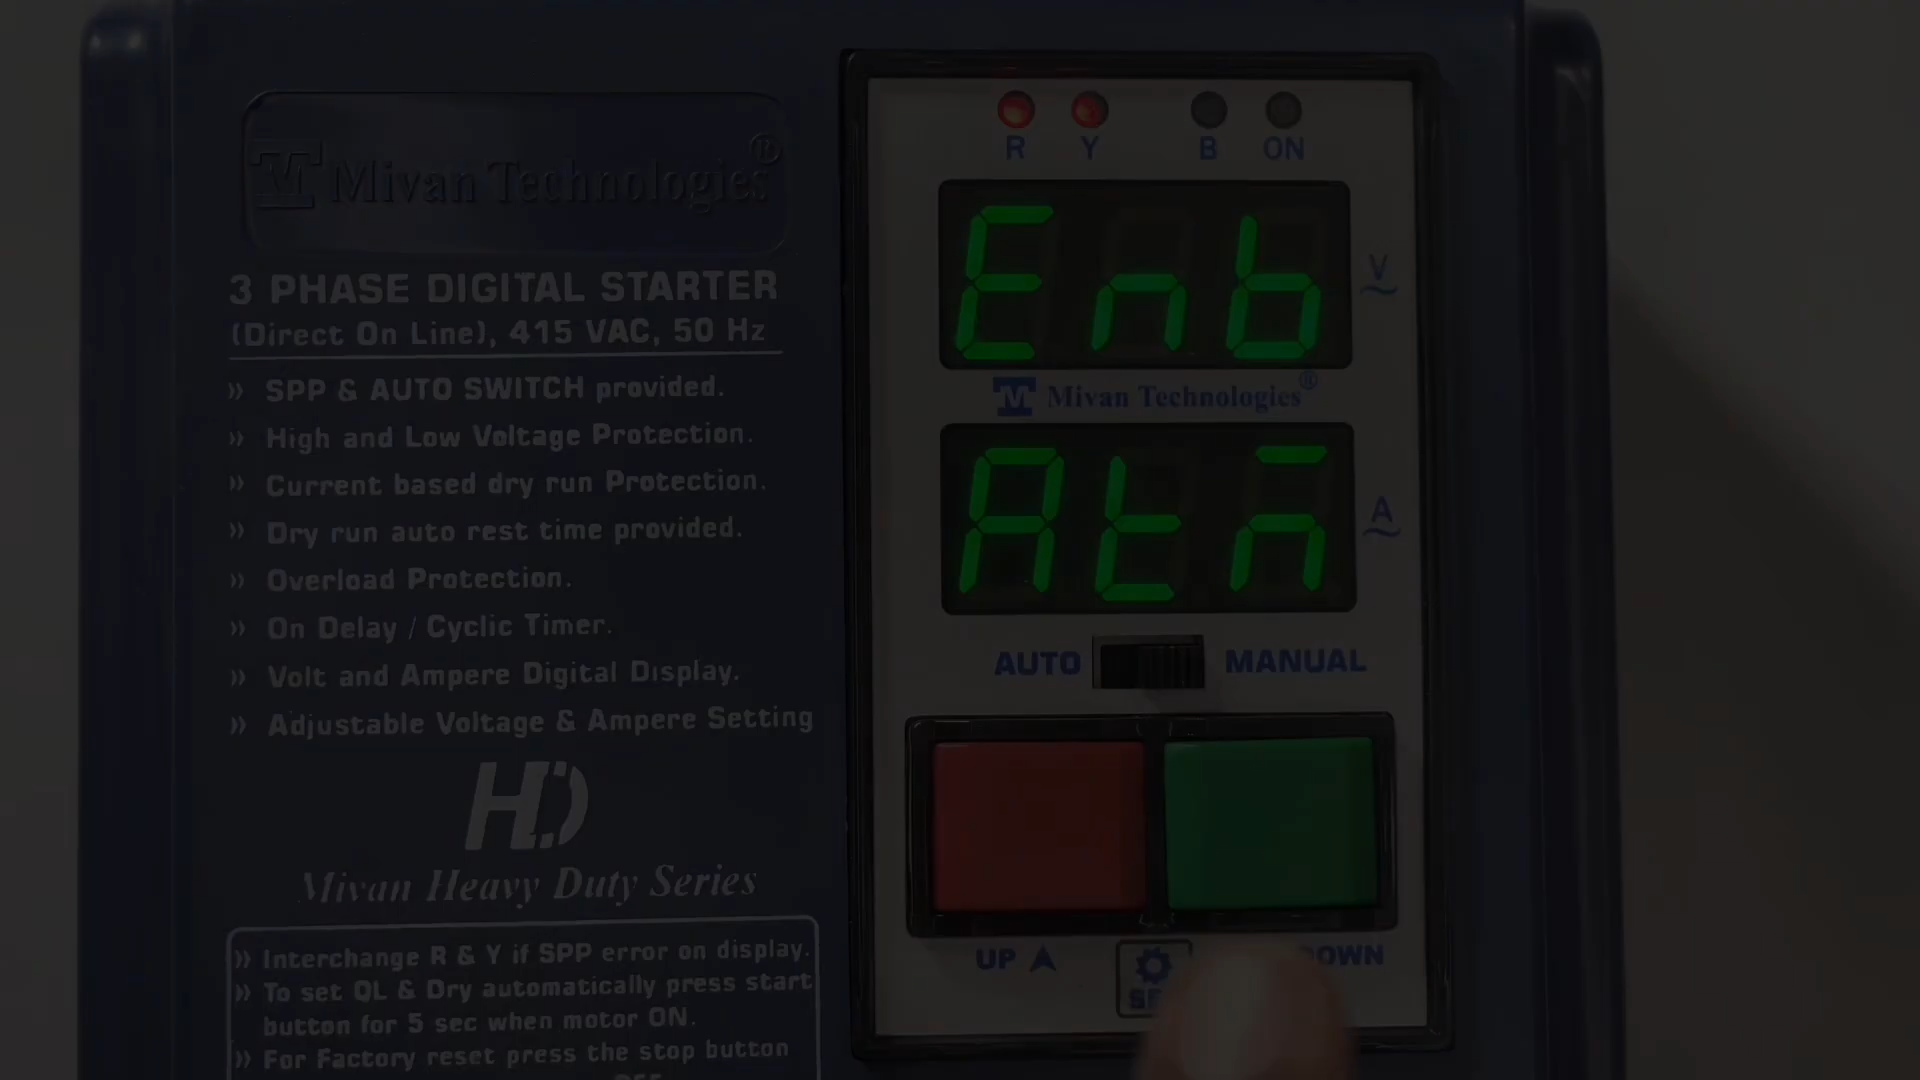 Mivan Technologies®
3 PHASE DIGITAL STARTER
(Direct On Line), 415 VAC, 50 Hz
» SPP & AUTO SWITCH provided.
» High and Low Voltage Protection.
» Current based dry run Protection.
» Dry run auto rest time provided.
» Overload Protection.
» On Delay / Cyclic Timer.
» Volt and Ampere Digital Display.
» Adjustable Voltage & Ampere Setting
HD
Mivan Heavy Duty Series
» Interchange R & Y if SPP error on display.
» To set OL & Dry automatically press start
button for 5 sec when motor ON.
» For Factory reset press the stop button
R Y B ON
Enb V
Mivan Technologies®
A
AUTO MANUAL
UP